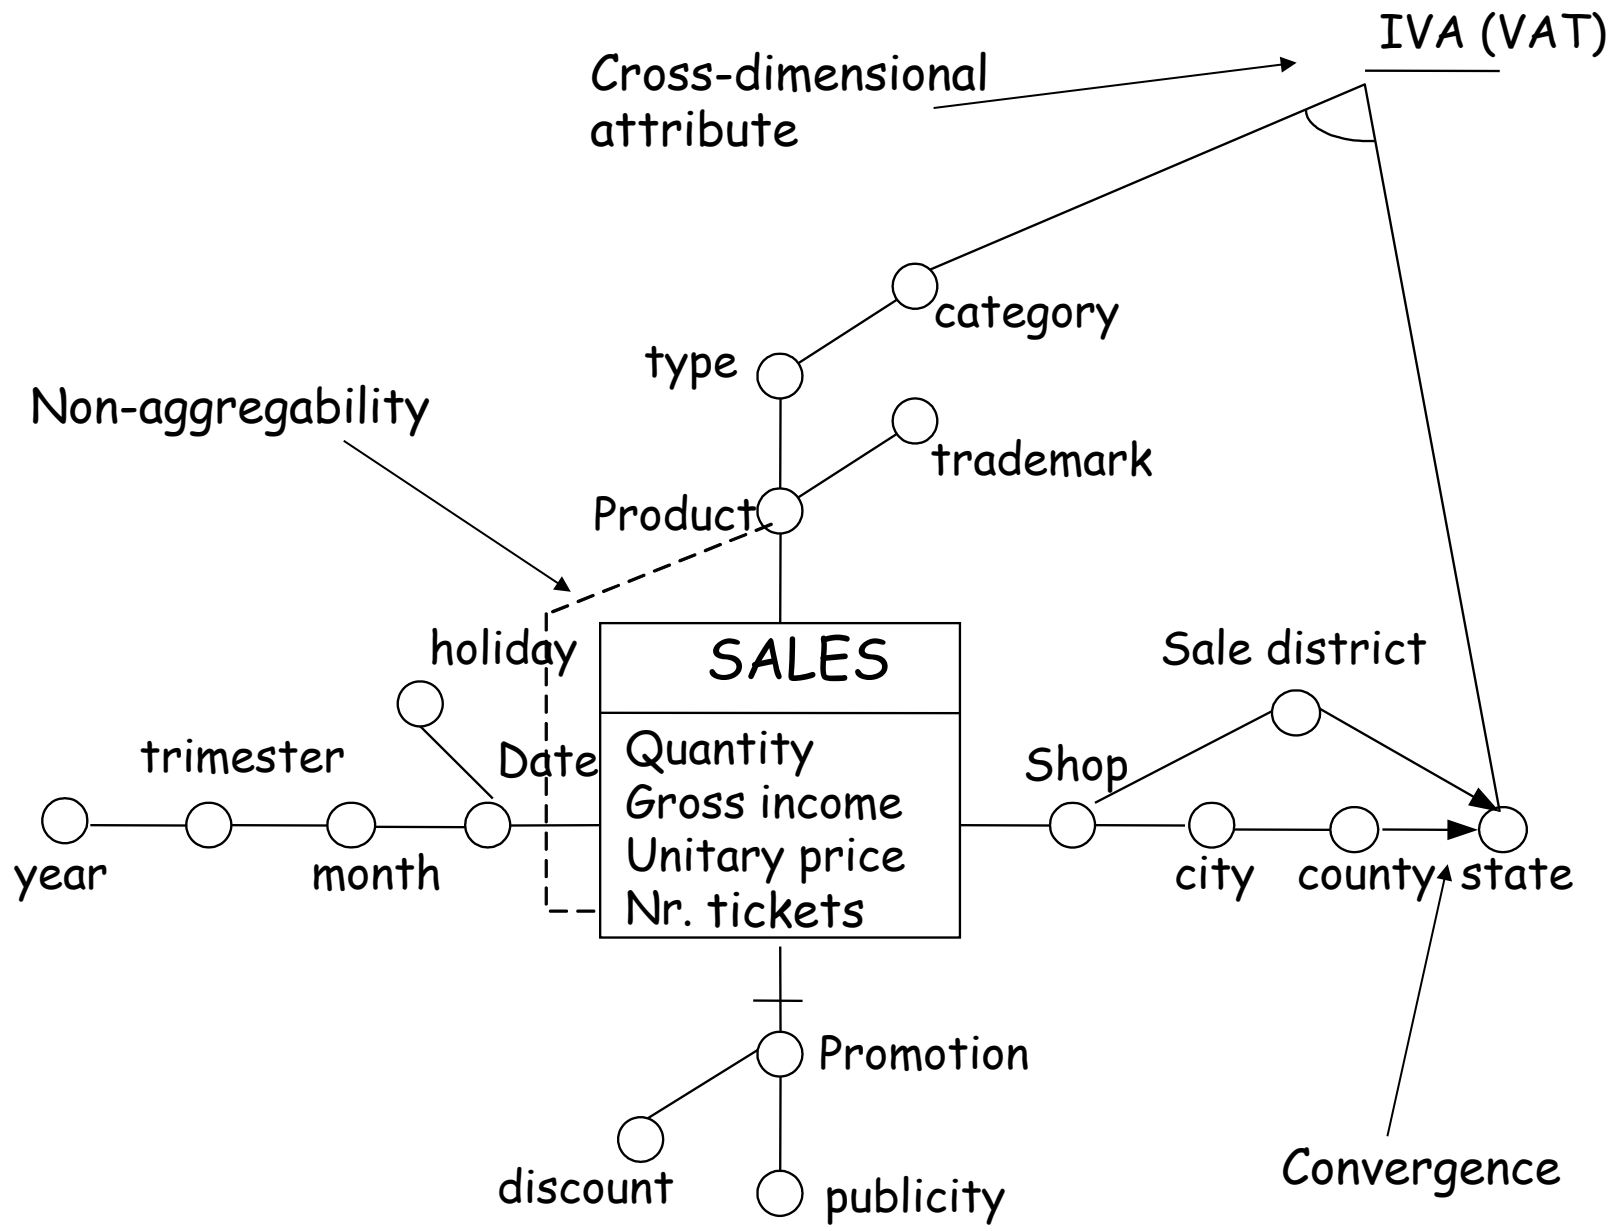 IVA (VAT)
Cross-dimensional
attribute
category
type
Non-aggregability
trademark
Product
holiday
SALES
Sale district
trimester
Date
Quantity
Shop
Gross income
Unitary price
year
month
city
county
state
Nr. tickets
Promotion
Convergence
discount
publicity